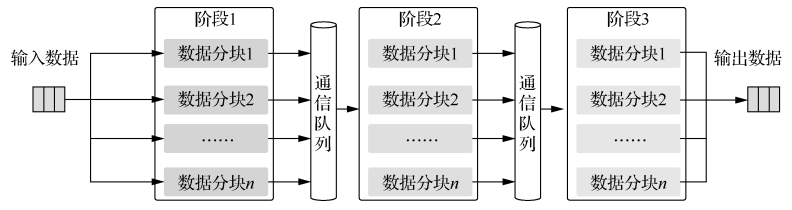 阶段1
阶段2
阶段3
输入数据
数据分块1
数据分块2
……
数据分块n
通信队列
数据分块1
数据分块2
……
数据分块n
通信队列
数据分块1
数据分块2
……
数据分块n
输出数据